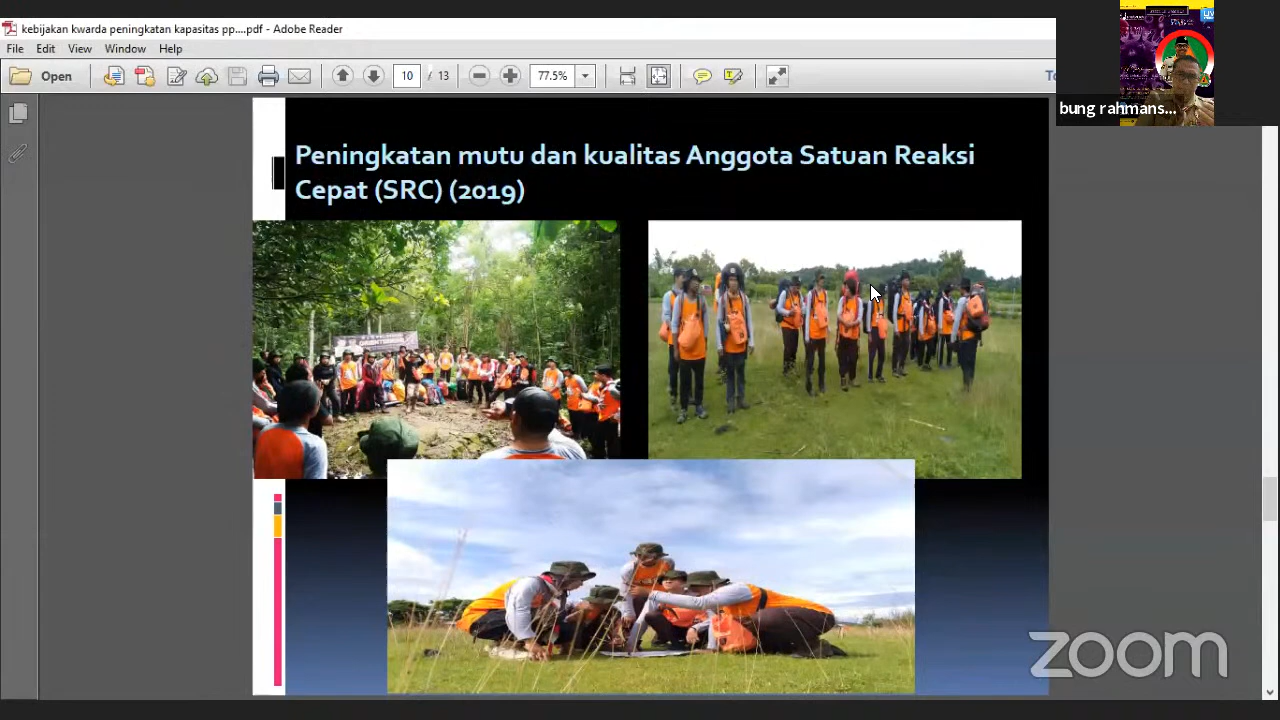 kebijakan kwarda peningkatan kapasitas pp....pdf - Adobe Reader
File Edit View Window Help
Open 10 / 13 77.5%
bung rahmans...
Peningkatan mutu dan kualitas Anggota Satuan Reaksi
Cepat (SRC) (2019)
zoom